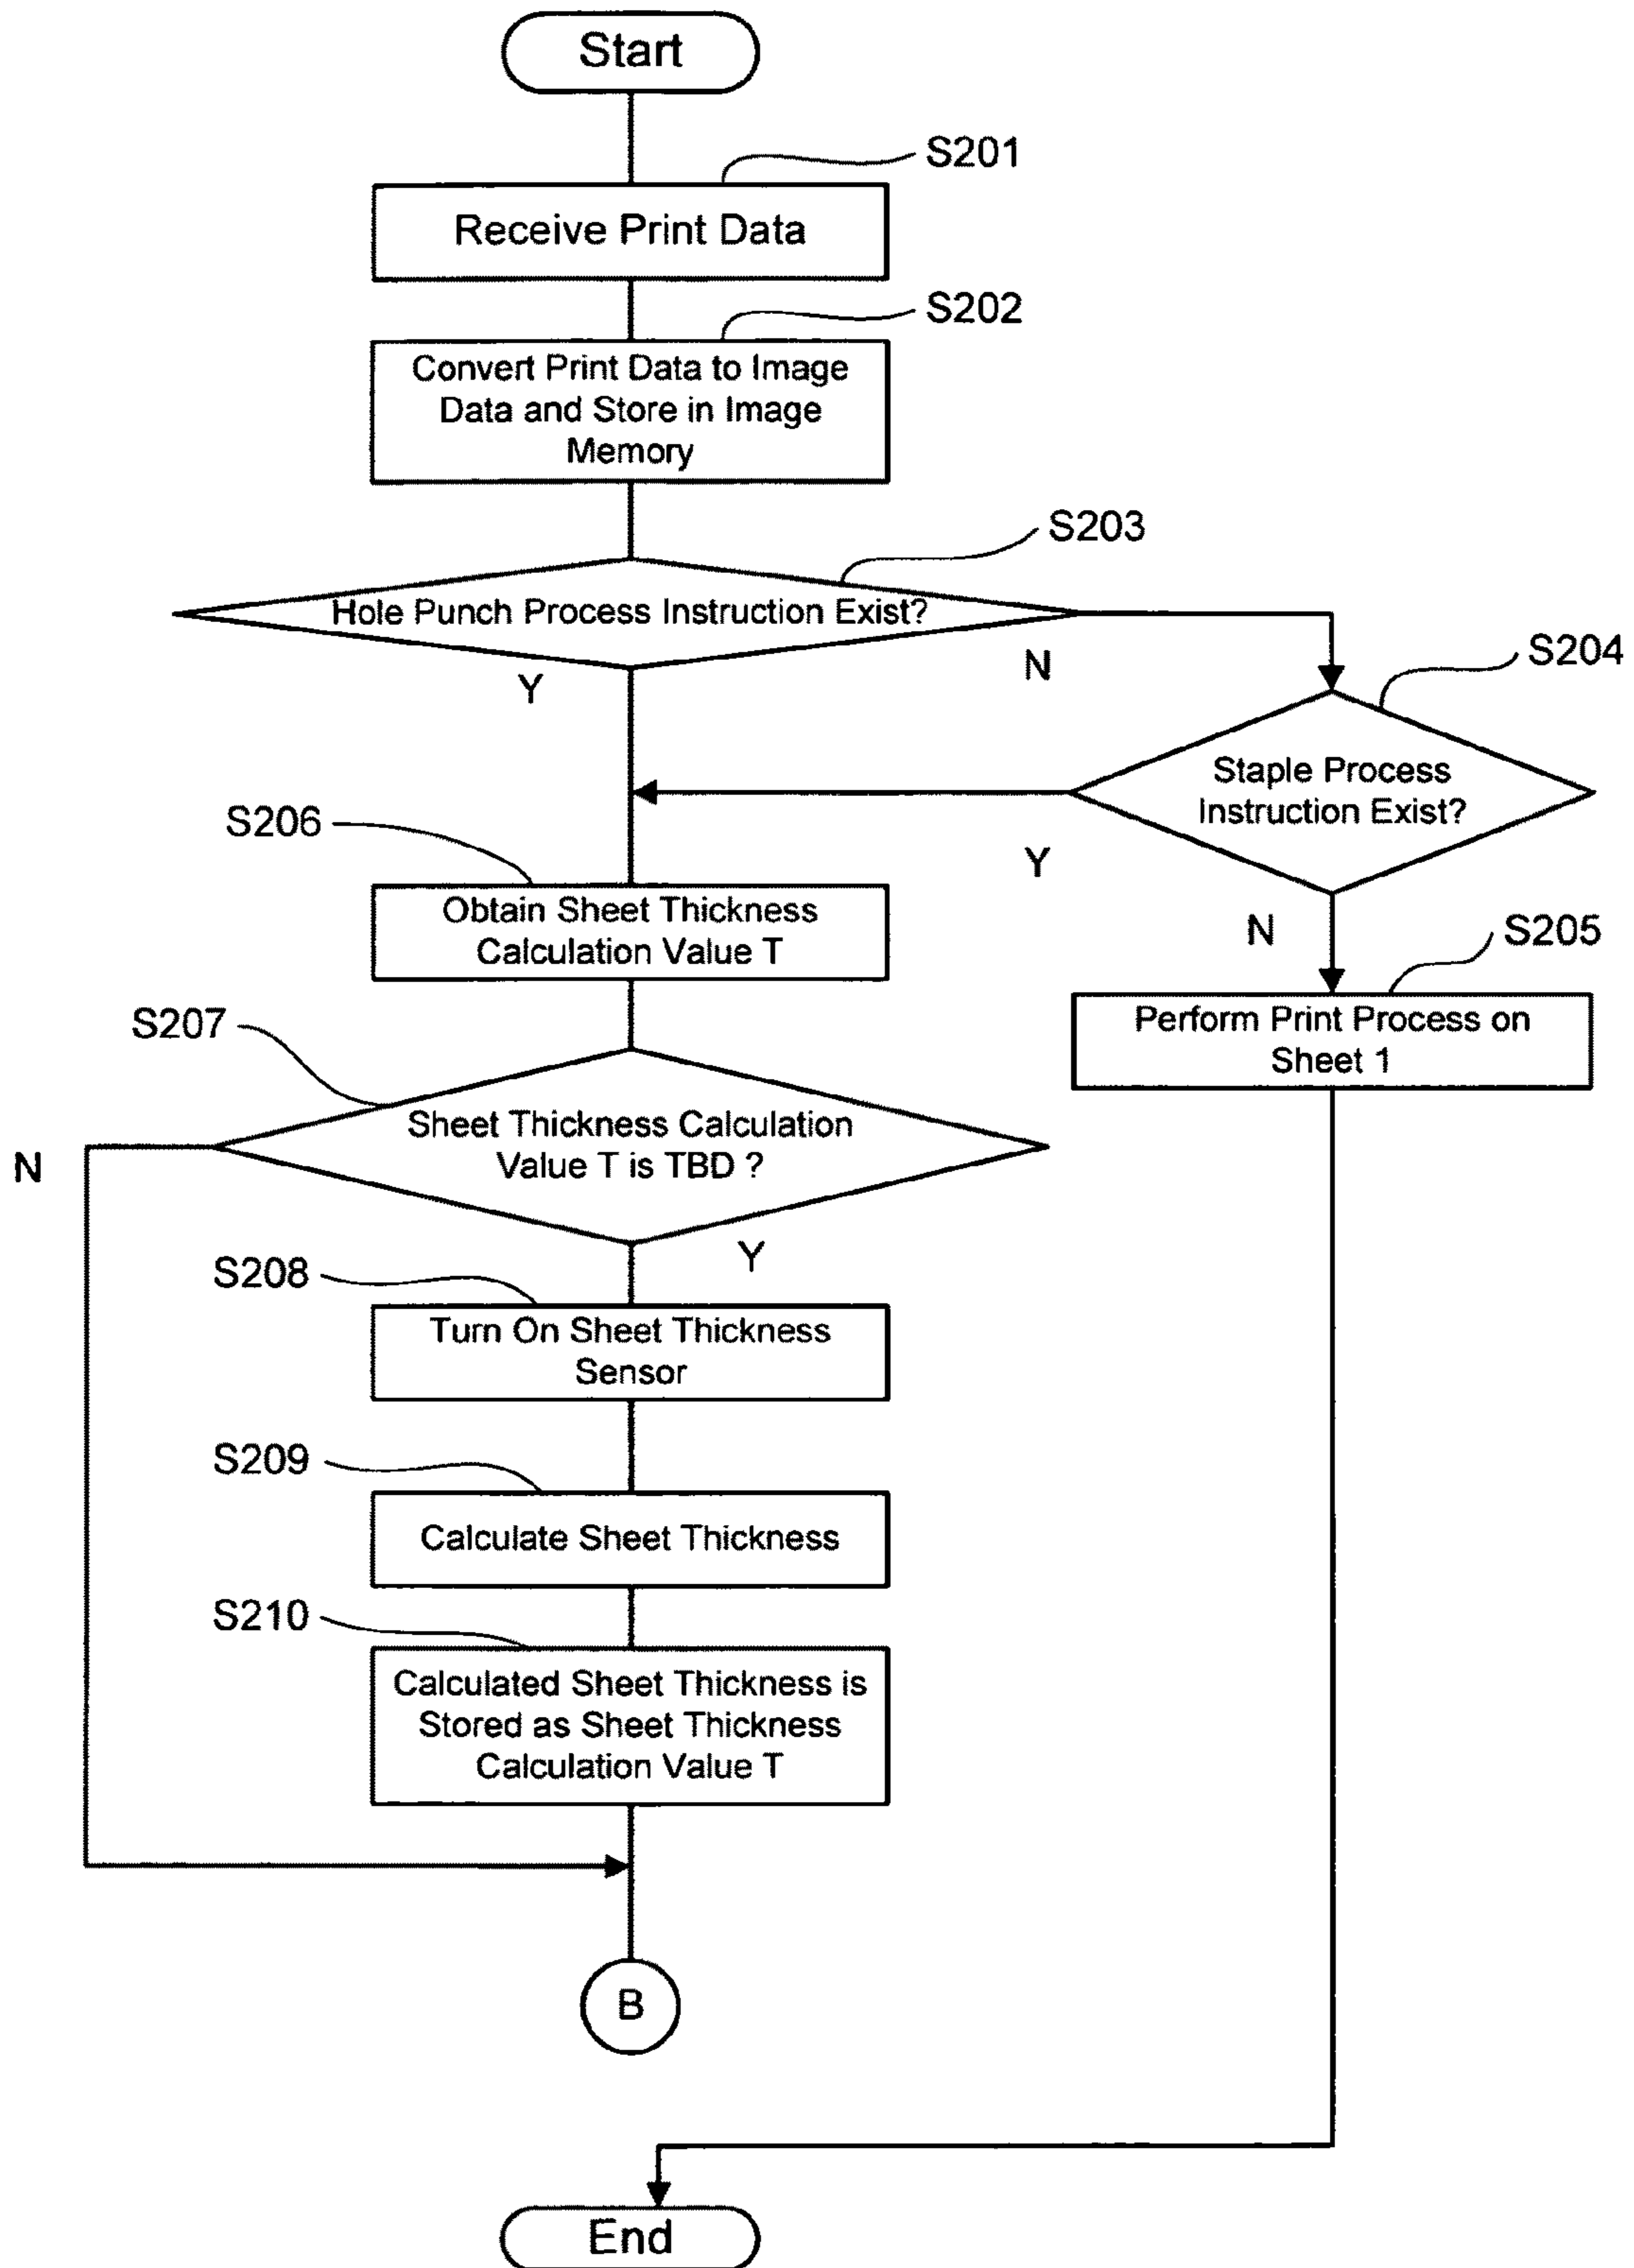 Start
S201
Receive Print Data
S202
Convert Print Data to Image
Data and Store in Image
Memory
S203
Hole Punch Process Instruction Exist?
Y
N
S204
Staple Process
Instruction Exist?
Y
N
S205
Perform Print Process on
Sheet 1
S206
Obtain Sheet Thickness
Calculation Value T
S207
Sheet Thickness Calculation
Value T is TBD ?
N
Y
S208
Turn On Sheet Thickness
Sensor
S209
Calculate Sheet Thickness
S210
Calculated Sheet Thickness is
Stored as Sheet Thickness
Calculation Value T
B
End